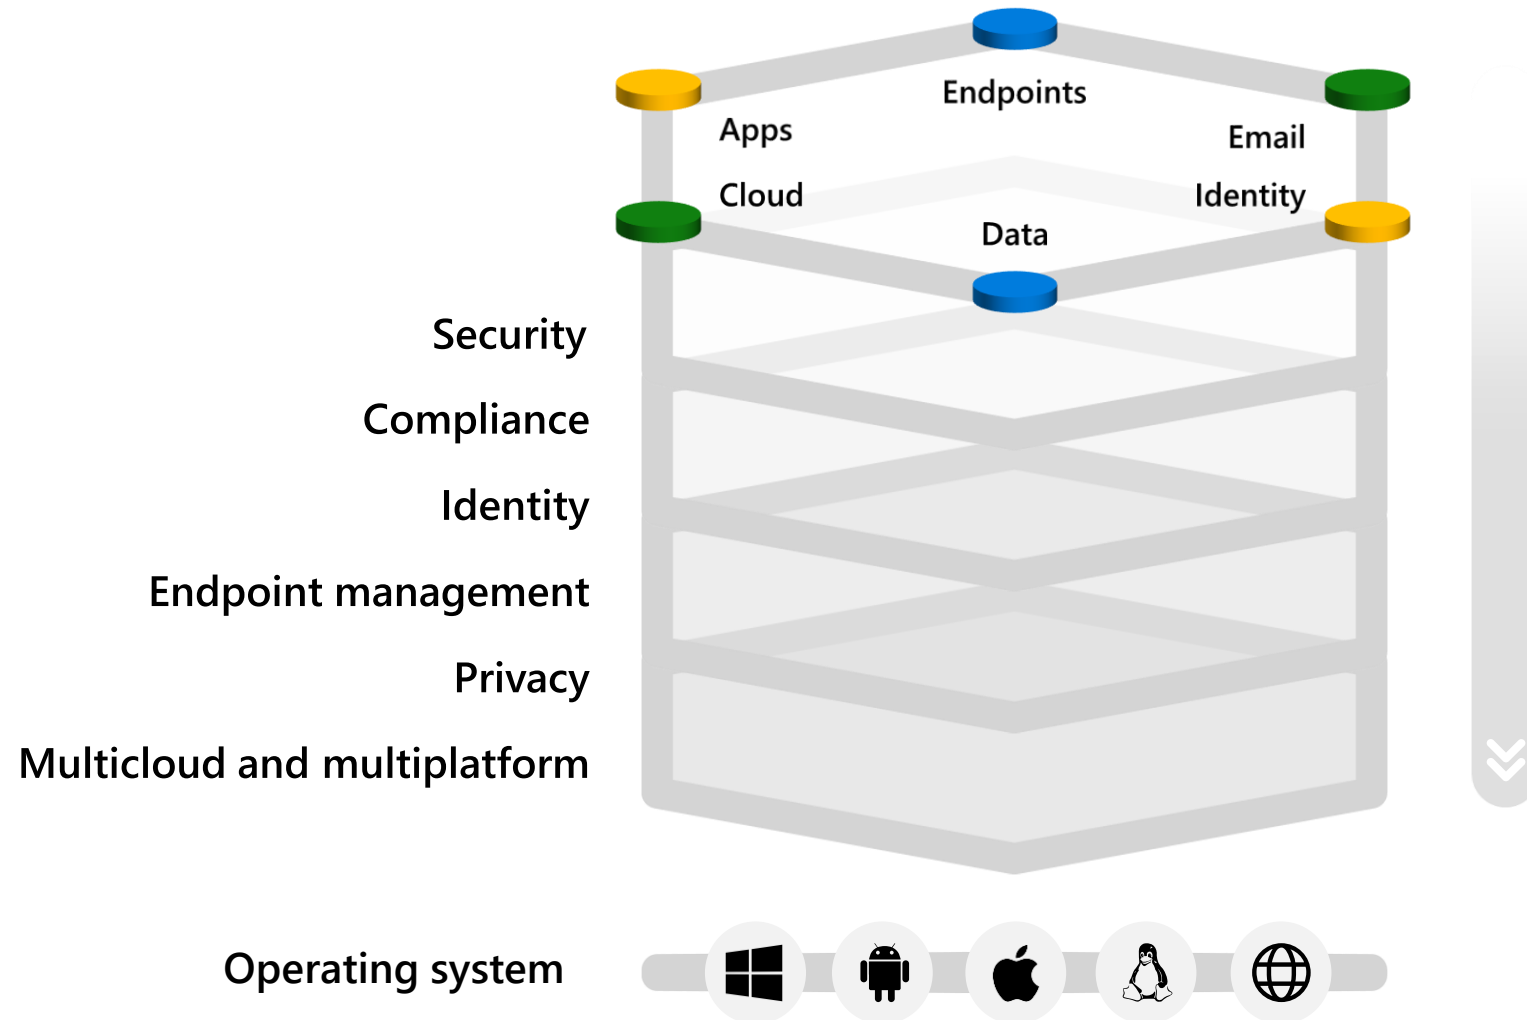 Endpoints
Apps
Email
Cloud
Identity
Data
Security
Compliance
Identity
Endpoint management
Privacy
Multicloud and multiplatform
Operating system